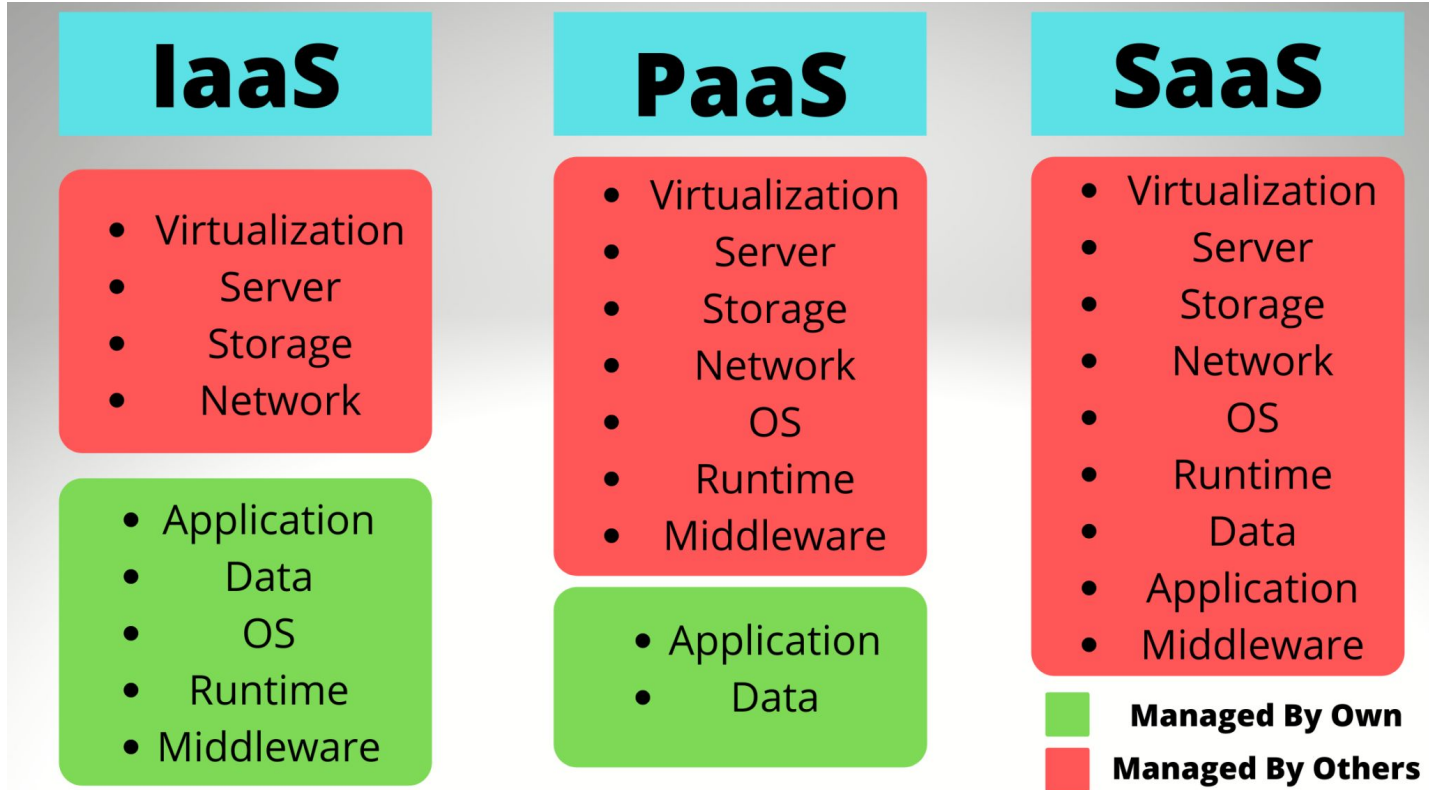 IaaS
• Virtualization
• Server
• Storage
• Network
• Application
• Data
• OS
• Runtime
• Middleware
PaaS
• Virtualization
• Server
• Storage
• Network
• OS
• Runtime
• Middleware
• Application
• Data
SaaS
• Virtualization
• Server
• Storage
• Network
• OS
• Runtime
• Data
• Application
• Middleware
Managed By Own
Managed By Others